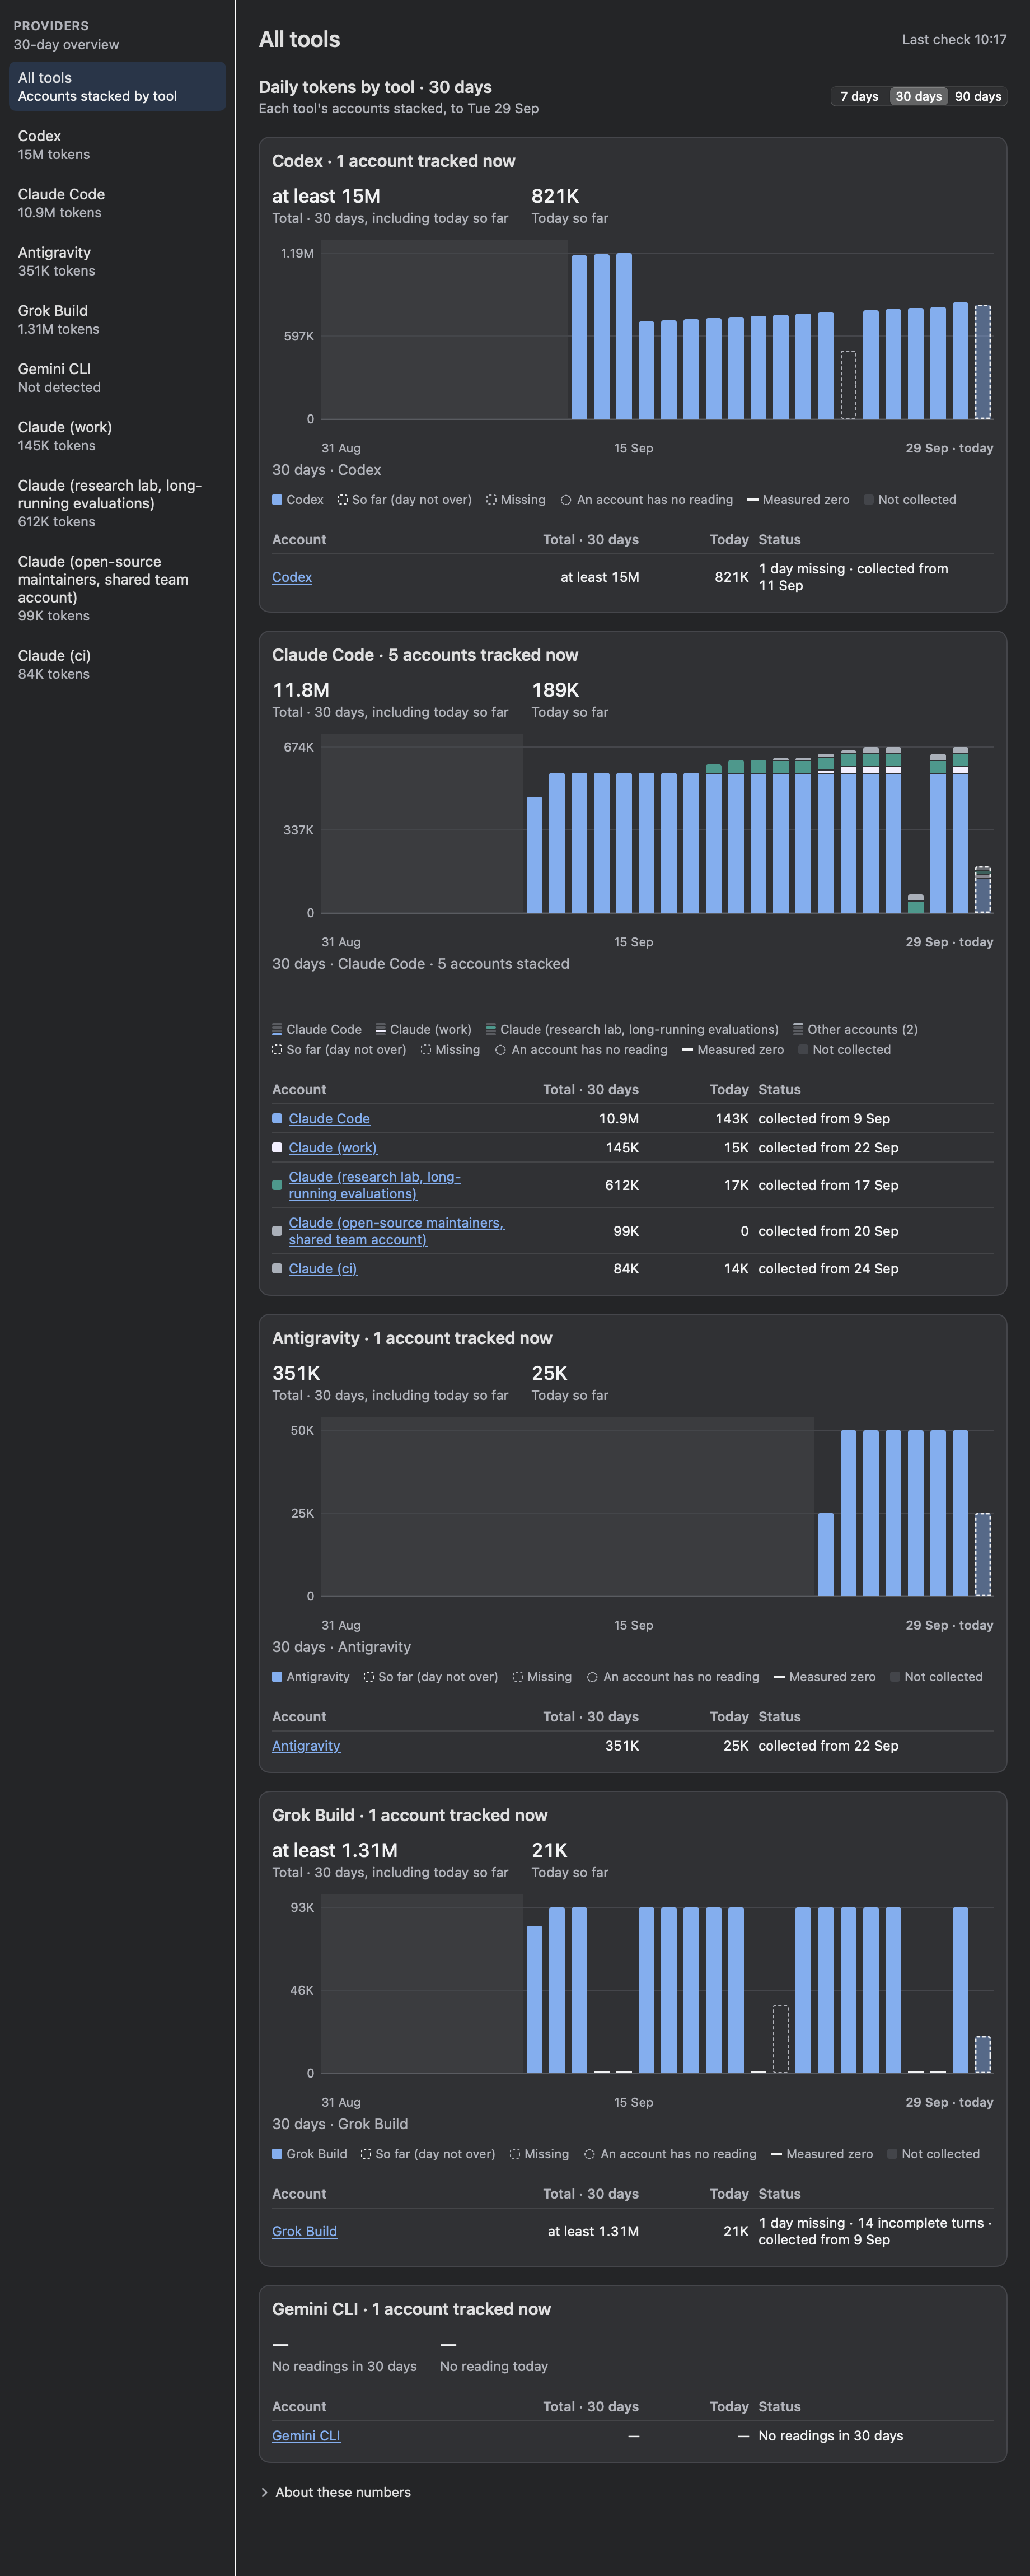 PROVIDERS
30-day overview
All tools
Accounts stacked by tool
Codex
15M tokens
Claude Code
10.9M tokens
Antigravity
351K tokens
Grok Build
1.31M tokens
Gemini CLI
Not detected
Claude (work)
145K tokens
Claude (research lab, long-
running evaluations)
612K tokens
Claude (open-source
maintainers, shared team
account)
99K tokens
Claude (ci)
84K tokens
All tools
Last check 10:17
Daily tokens by tool · 30 days
Each tool's accounts stacked, to Tue 29 Sep
7 days 30 days 90 days
Codex · 1 account tracked now
at least 15M 821K
Total · 30 days, including today so far Today so far
1.19M
597K
0
31 Aug 15 Sep 29 Sep · today
30 days · Codex
Codex So far (day not over) Missing An account has no reading Measured zero Not collected
Account Total · 30 days Today Status
Codex at least 15M 821K 1 day missing · collected from
11 Sep
Claude Code · 5 accounts tracked now
11.8M 189K
Total · 30 days, including today so far Today so far
674K
337K
0
31 Aug 15 Sep 29 Sep · today
30 days · Claude Code · 5 accounts stacked
Claude Code Claude (work) Claude (research lab, long-running evaluations) Other accounts (2)
So far (day not over) Missing An account has no reading Measured zero Not collected
Account Total · 30 days Today Status
Claude Code 10.9M 143K collected from 9 Sep
Claude (work) 145K 15K collected from 22 Sep
Claude (research lab, long-
running evaluations) 612K 17K collected from 17 Sep
Claude (open-source maintainers,
shared team account) 99K 0 collected from 20 Sep
Claude (ci) 84K 14K collected from 24 Sep
Antigravity · 1 account tracked now
351K 25K
Total · 30 days, including today so far Today so far
50K
25K
0
31 Aug 15 Sep 29 Sep · today
30 days · Antigravity
Antigravity So far (day not over) Missing An account has no reading Measured zero Not collected
Account Total · 30 days Today Status
Antigravity 351K 25K collected from 22 Sep
Grok Build · 1 account tracked now
at least 1.31M 21K
Total · 30 days, including today so far Today so far
93K
46K
0
31 Aug 15 Sep 29 Sep · today
30 days · Grok Build
Grok Build So far (day not over) Missing An account has no reading Measured zero Not collected
Account Total · 30 days Today Status
Grok Build at least 1.31M 21K 1 day missing · 14 incomplete turns ·
collected from 9 Sep
Gemini CLI · 1 account tracked now
— —
No readings in 30 days No reading today
Account Total · 30 days Today Status
Gemini CLI — — No readings in 30 days
About these numbers